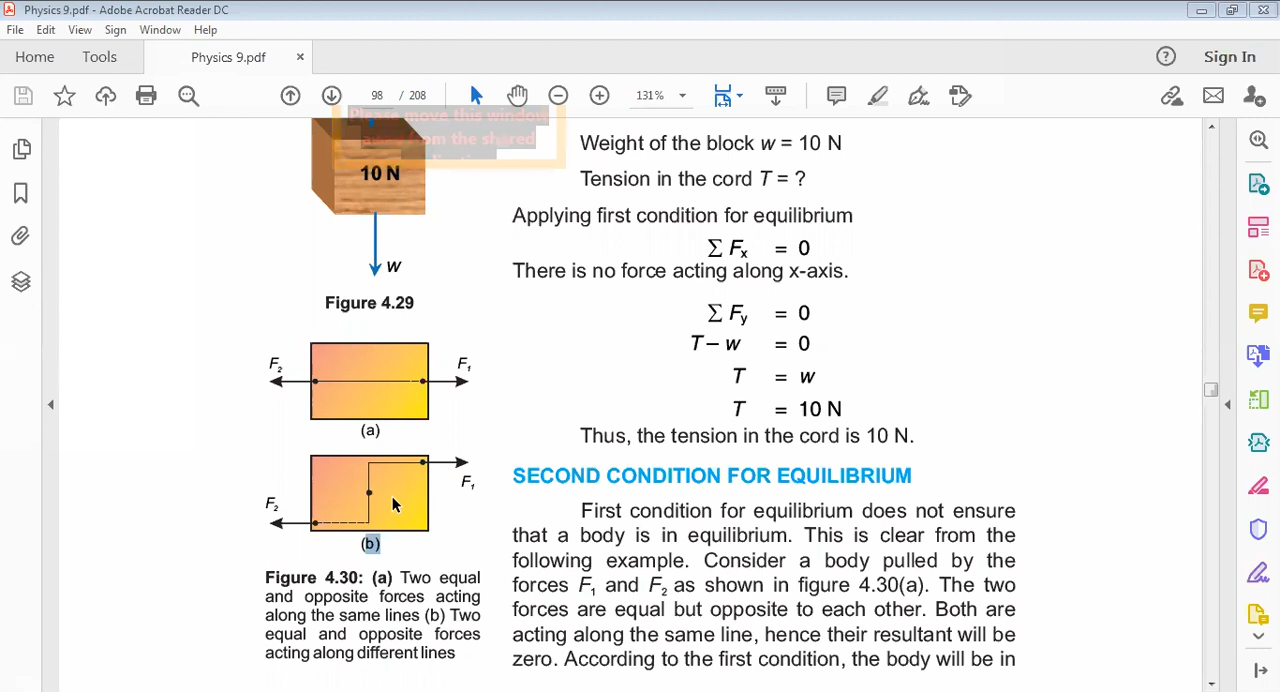 Physics 9.pdf - Adobe Acrobat Reader DC
File Edit View Sign Window Help
Home Tools Physics 9.pdf × ? Sign In
98 / 208 131%
Please move this window
away from the shared
10 N
w
Figure 4.29
F₂ F₁
(a)
F₂ F₁
(b)
Figure 4.30: (a) Two equal
and opposite forces acting
along the same lines (b) Two
equal and opposite forces
acting along different lines
Weight of the block w = 10 N
Tension in the cord T = ?
Applying first condition for equilibrium
∑ Fₓ = 0
There is no force acting along x-axis.
∑ Fy = 0
T – w = 0
T = w
T = 10 N
Thus, the tension in the cord is 10 N.
SECOND CONDITION FOR EQUILIBRIUM
First condition for equilibrium does not ensure
that a body is in equilibrium. This is clear from the
following example. Consider a body pulled by the
forces F₁ and F₂ as shown in figure 4.30(a). The two
forces are equal but opposite to each other. Both are
acting along the same line, hence their resultant will be
zero. According to the first condition, the body will be in